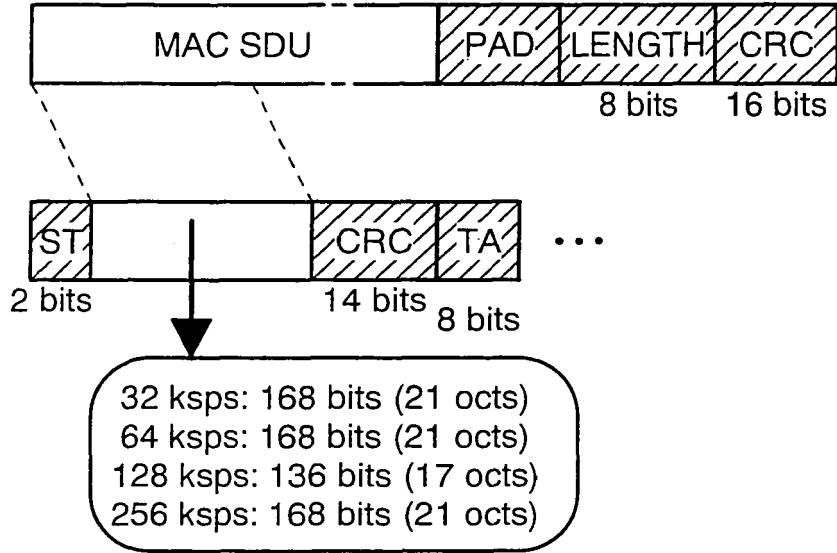 MAC SDU PAD LENGTH CRC
8 bits 16 bits
ST CRC TA ...
2 bits 14 bits 8 bits
32 ksps: 168 bits (21 octs)
64 ksps: 168 bits (21 octs)
128 ksps: 136 bits (17 octs)
256 ksps: 168 bits (21 octs)